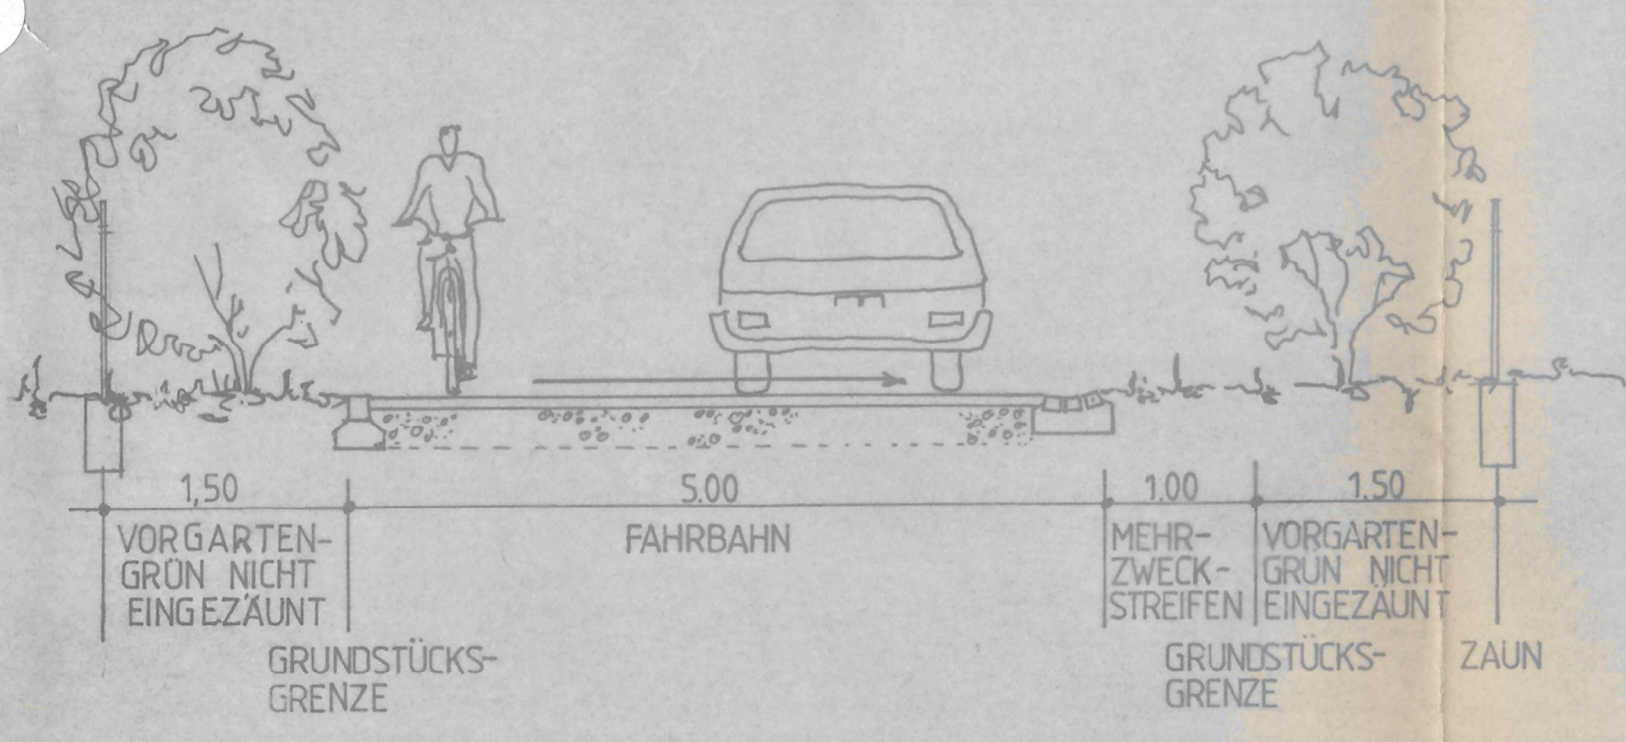 1,50 5.00 1.00 1.50
VORGARTEN-
GRÜN NICHT
EINGEZÄUNT
FAHRBAHN
MEHR-
ZWECK-
STREIFEN
VORGARTEN-
GRÜN NICHT
EINGEZÄUNT
GRUNDSTÜCKS-
GRENZE
GRUNDSTÜCKS-
GRENZE
ZAUN